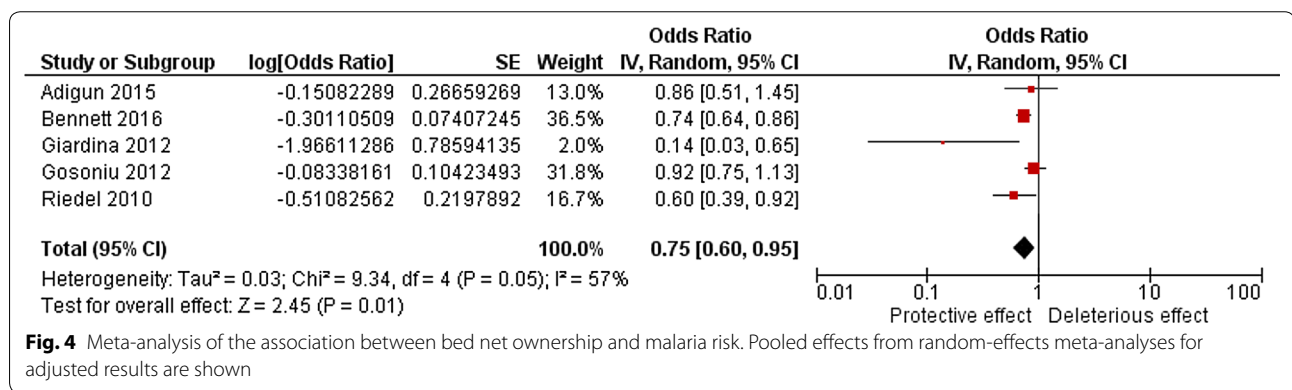 Odds Ratio Odds Ratio
Study or Subgroup log[Odds Ratio] SE Weight IV, Random, 95% CI IV, Random, 95% CI
Adigun 2015 -0.15082289 0.26659269 13.0% 0.86 [0.51, 1.45]
Bennett 2016 -0.30110509 0.07407245 36.5% 0.74 [0.64, 0.86]
Giardina 2012 -1.96611286 0.78594135 2.0% 0.14 [0.03, 0.65]
Gosoniu 2012 -0.08338161 0.10423493 31.8% 0.92 [0.75, 1.13]
Riedel 2010 -0.51082562 0.2197892 16.7% 0.60 [0.39, 0.92]
Total (95% CI) 100.0% 0.75 [0.60, 0.95]
Heterogeneity: Tau² = 0.03; Chi² = 9.34, df = 4 (P = 0.05); I² = 57%
Test for overall effect: Z = 2.45 (P = 0.01)
0.01 0.1 1 10 100
Protective effect Deleterious effect
Fig. 4 Meta-analysis of the association between bed net ownership and malaria risk. Pooled effects from random-effects meta-analyses for
adjusted results are shown